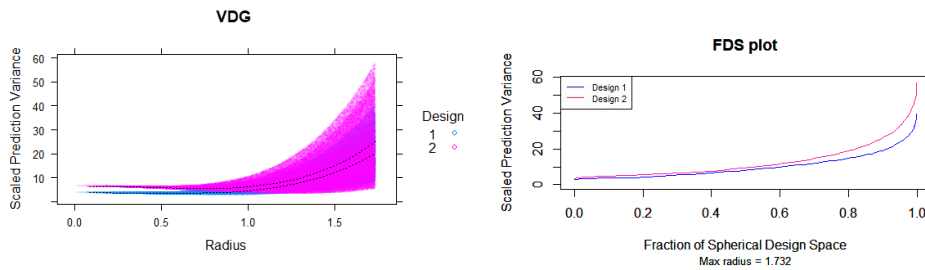 VDG
Scaled Prediction Variance
60
50
40
30
20
10
0.0
0.5
1.0
1.5
Radius
Design
1
2
FDS plot
Scaled Prediction Variance
60
40
20
0
Design 1
Design 2
0.0
0.2
0.4
0.6
0.8
1.0
Fraction of Spherical Design Space
Max radius = 1.732